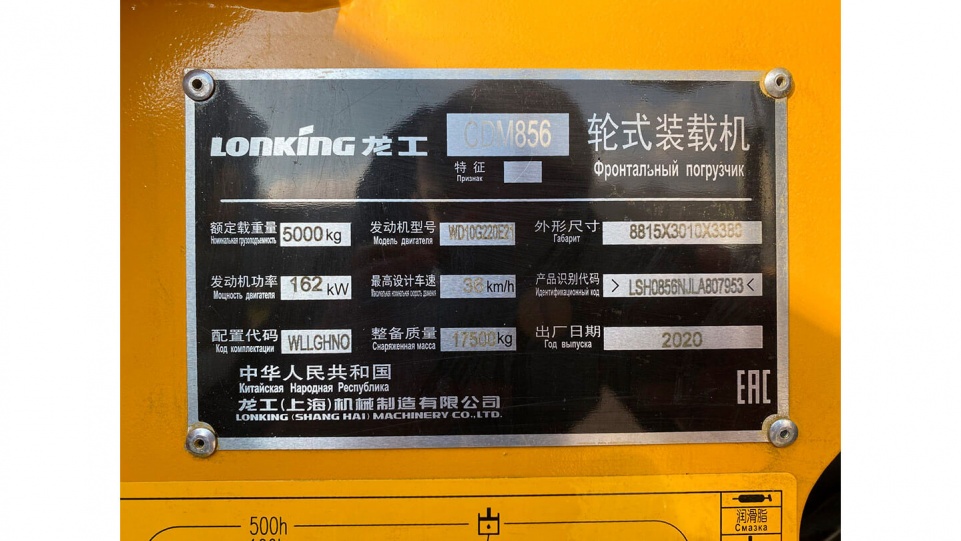 LONKING 龙工 CDM856 轮式装载机
特征
Признак
Фронтальный погрузчик
额定载重量 5000 kg 发动机型号 WD10G220E21 外形尺寸 8815X3010X3380
Номинальная грузоподъемность Модель двигателя Габарит
发动机功率 162 kW 最高设计车速 38 km/h 产品识别代码 > LSH0856NJLA807953 <
Мощность двигателя Идентификационный код
配置代码 WLLGHNO 整备质量 17500 kg 出厂日期 2020
Код комплектации Снаряженная масса Год выпуска
中华人民共和国
Китайская Народная Республика
龙工(上海)机械制造有限公司
LONKING (SHANG HAI) MACHINERY CO.,LTD.
EAC
500h
润滑脂
Смазка